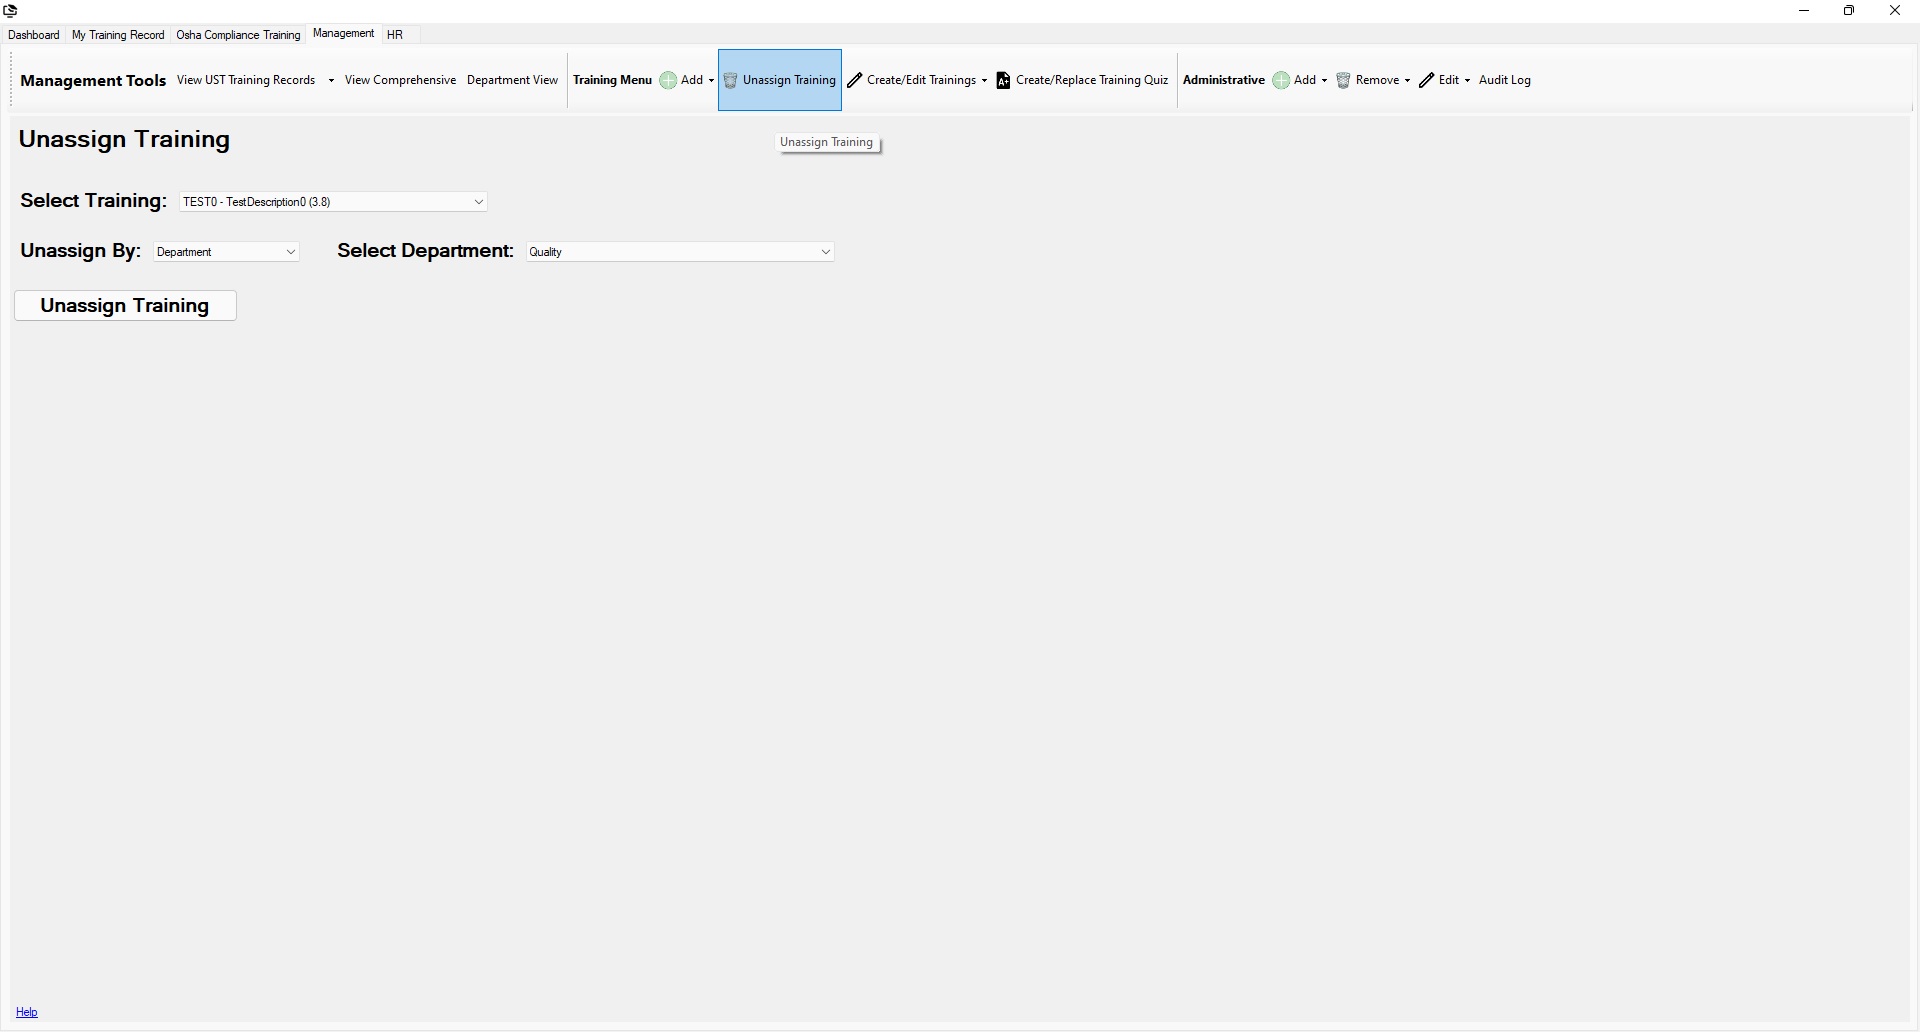 Dashboard My Training Record Osha Compliance Training Management HR
Management Tools View UST Training Records View Comprehensive Department View Training Menu Add Unassign Training Create/Edit Trainings Create/Replace Training Quiz Administrative Add Remove Edit Audit Log
Unassign Training
Unassign Training
Select Training: TEST0 - TestDescription0 (3.8)
Unassign By: Department Select Department: Quality
Unassign Training
Help